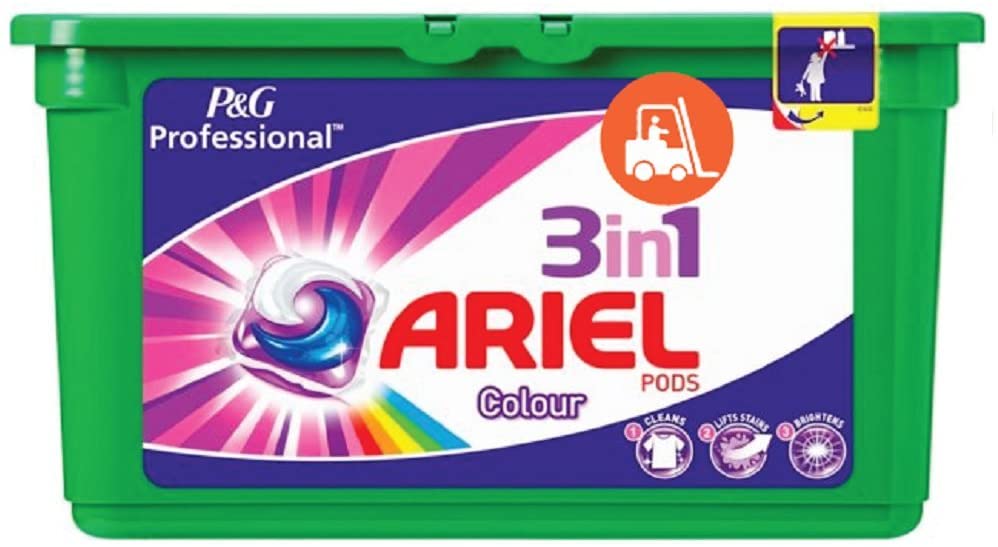 P&G
Professional™
3in1
ARIEL
PODS
Colour
1 CLEANS
2 LIFTS STAINS
3 BRIGHTENS